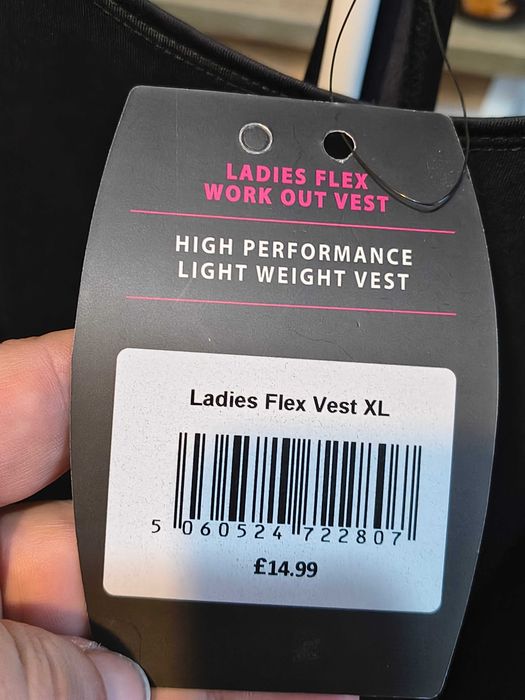 LADIES FLEX
WORK OUT VEST
HIGH PERFORMANCE
LIGHT WEIGHT VEST
Ladies Flex Vest XL
5 060524 722807
£14.99